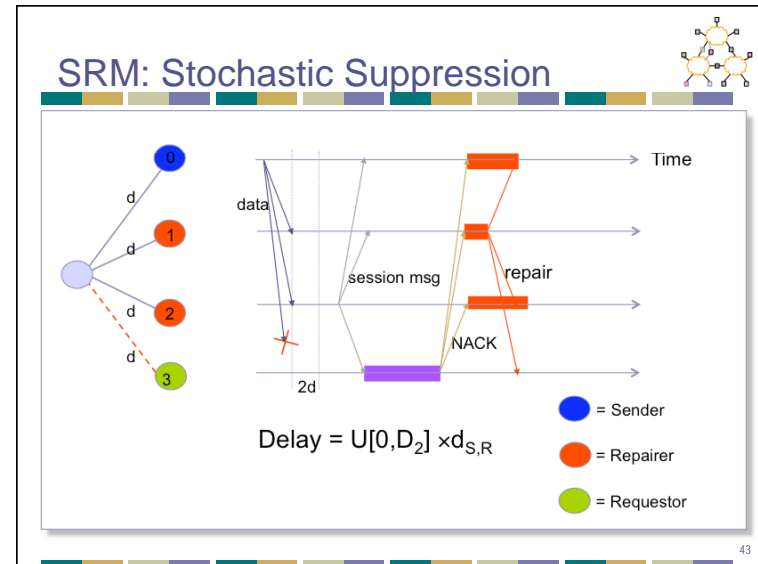 SRM: Stochastic Suppression
0
Time
d
data
1
d
session msg
repair
d
2
NACK
d
3
2d
Delay = U[0,D₂] ×d_S,R
= Sender
= Repairer
= Requestor
43